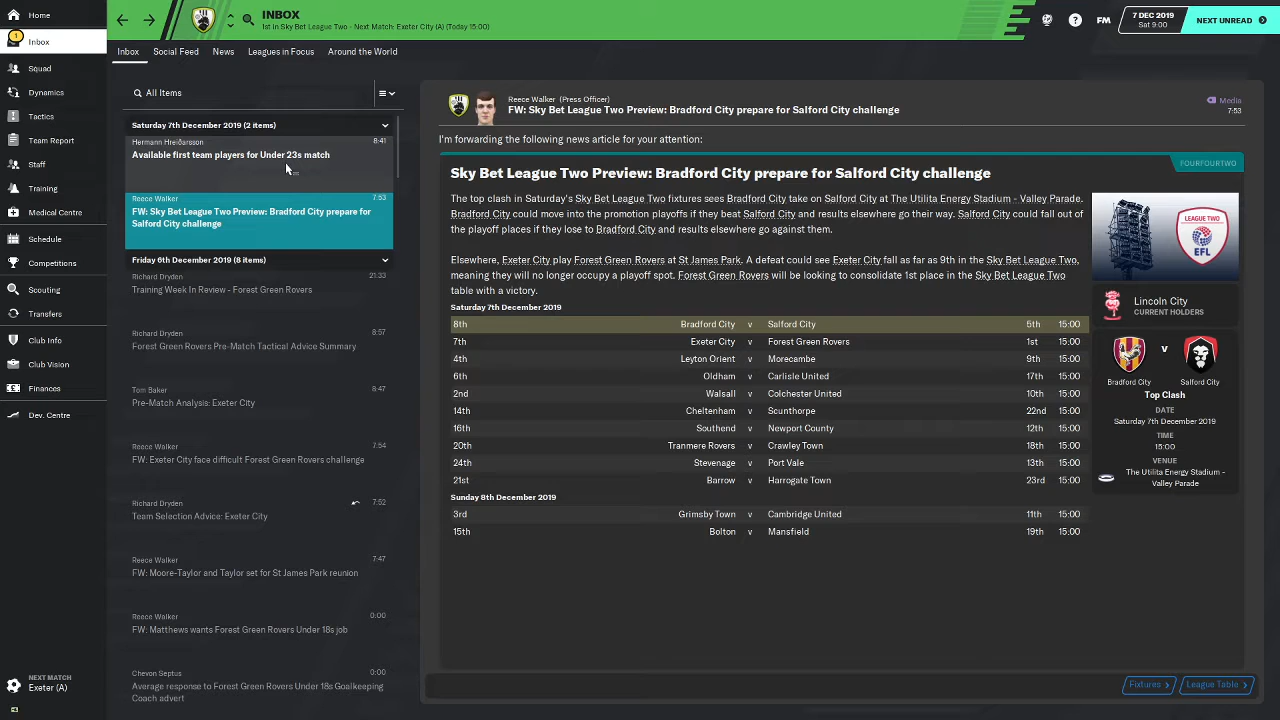 Home
INBOX
1st in Sky Bet League Two - Next Match: Exeter City (A) (Today 15:00)
FM
7 DEC 2019
Sat 9:00
NEXT UNREAD
1
Inbox
Squad
Dynamics
Tactics
Team Report
Staff
Training
Medical Centre
Schedule
Competitions
Scouting
Transfers
Club Info
Club Vision
Finances
Dev. Centre
NEXT MATCH
Exeter (A)
Inbox Social Feed News Leagues in Focus Around the World
All Items
Saturday 7th December 2019 (2 items)
Hermann Hreiðarsson 8:41
Available first team players for Under 23s match
Reece Walker 7:53
FW: Sky Bet League Two Preview: Bradford City prepare for
Salford City challenge
Friday 6th December 2019 (8 items)
Richard Dryden 21:33
Training Week In Review - Forest Green Rovers
Richard Dryden 8:57
Forest Green Rovers Pre-Match Tactical Advice Summary
Tom Baker 8:47
Pre-Match Analysis: Exeter City
Reece Walker 7:54
FW: Exeter City face difficult Forest Green Rovers challenge
Richard Dryden 7:52
Team Selection Advice: Exeter City
Reece Walker 7:47
FW: Moore-Taylor and Taylor set for St James Park reunion
Reece Walker 0:00
FW: Matthews wants Forest Green Rovers Under 18s job
Chevon Septus 0:00
Average response to Forest Green Rovers Under 18s Goalkeeping
Coach advert
Reece Walker (Press Officer)
FW: Sky Bet League Two Preview: Bradford City prepare for Salford City challenge
Media
7:53
I'm forwarding the following news article for your attention:
FOURFOURTWO
Sky Bet League Two Preview: Bradford City prepare for Salford City challenge
The top clash in Saturday's Sky Bet League Two fixtures sees Bradford City take on Salford City at The Utilita Energy Stadium - Valley Parade.
Bradford City could move into the promotion playoffs if they beat Salford City and results elsewhere go their way. Salford City could fall out of
the playoff places if they lose to Bradford City and results elsewhere go against them.
Elsewhere, Exeter City play Forest Green Rovers at St James Park. A defeat could see Exeter City fall as far as 9th in the Sky Bet League Two,
meaning they will no longer occupy a playoff spot. Forest Green Rovers will be looking to consolidate 1st place in the Sky Bet League Two
table with a victory.
Saturday 7th December 2019
8th Bradford City v Salford City 5th 15:00
7th Exeter City v Forest Green Rovers 1st 15:00
4th Leyton Orient v Morecambe 9th 15:00
6th Oldham v Carlisle United 17th 15:00
2nd Walsall v Colchester United 10th 15:00
14th Cheltenham v Scunthorpe 22nd 15:00
16th Southend v Newport County 12th 15:00
20th Tranmere Rovers v Crawley Town 18th 15:00
24th Stevenage v Port Vale 13th 15:00
21st Barrow v Harrogate Town 23rd 15:00
Sunday 8th December 2019
3rd Grimsby Town v Cambridge United 11th 15:00
15th Bolton v Mansfield 19th 15:00
LEAGUE TWO
EFL
Lincoln City
CURRENT HOLDERS
v
Bradford City Salford City
Top Clash
DATE
Saturday 7th December 2019
TIME
15:00
VENUE
The Utilita Energy Stadium -
Valley Parade
Fixtures
League Table